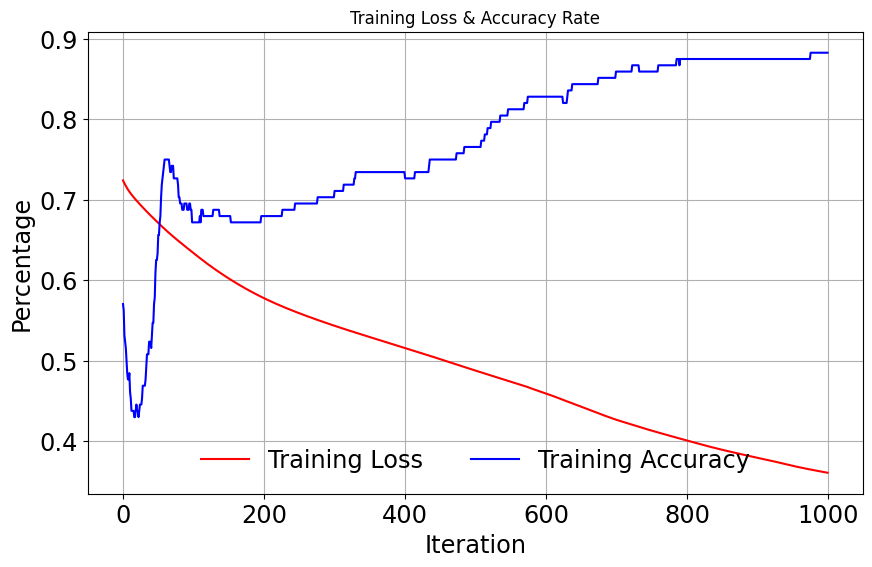 Training Loss & Accuracy Rate
0.9
0.8
0.7
0.6
0.5
0.4
Percentage
Training Loss
Training Accuracy
0
200
400
600
800
1000
Iteration